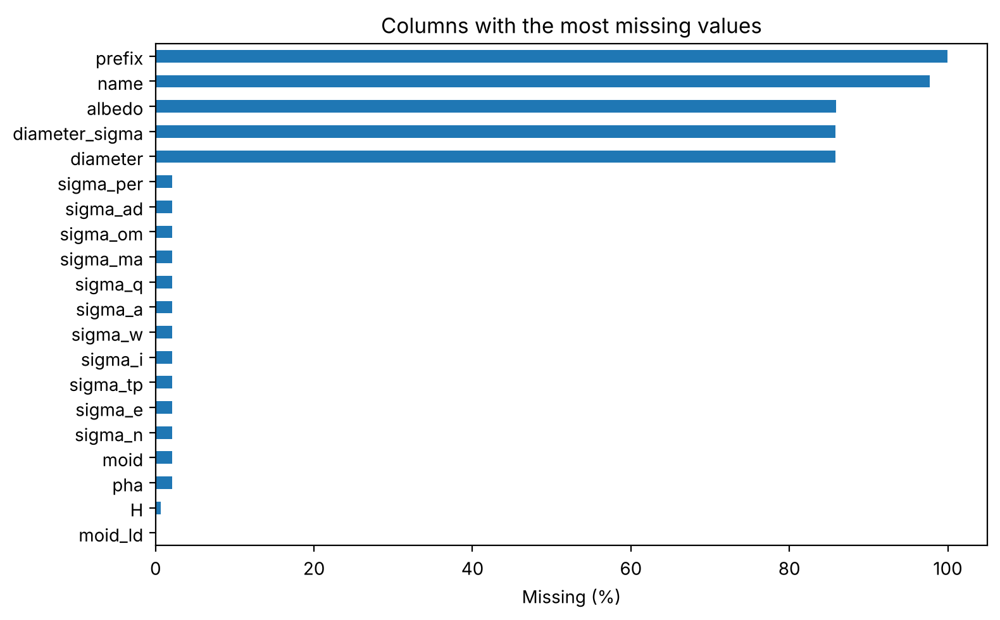 Columns with the most missing values
prefix
name
albedo
diameter_sigma
diameter
sigma_per
sigma_ad
sigma_om
sigma_ma
sigma_q
sigma_a
sigma_w
sigma_i
sigma_tp
sigma_e
sigma_n
moid
pha
H
moid_ld
0 20 40 60 80 100
Missing (%)